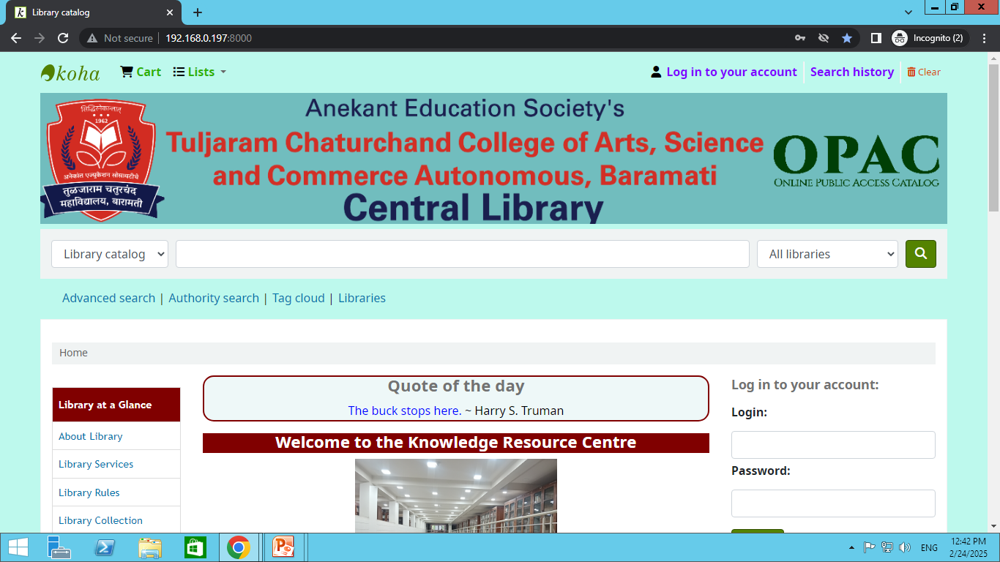 Library catalog
Not secure
192.168.0.197:8000
Incognito (2)
koha
Cart
Lists
Log in to your account
Search history
Clear
सिद्धिरनेकान्तात्
1962
अनेकांत एज्युकेशन सोसायटीचे
तुळजाराम चतुरचंद
महाविद्यालय, बारामती
Anekant Education Society's
Tuljaram Chaturchand College of Arts, Science
and Commerce Autonomous, Baramati
Central Library
OPAC
ONLINE PUBLIC ACCESS CATALOG
Library catalog
All libraries
Advanced search | Authority search | Tag cloud | Libraries
Home
Library at a Glance
About Library
Library Services
Library Rules
Library Collection
Quote of the day
The buck stops here. ~ Harry S. Truman
Welcome to the Knowledge Resource Centre
Log in to your account:
Login:
Password:
ENG
12:42 PM
2/24/2025